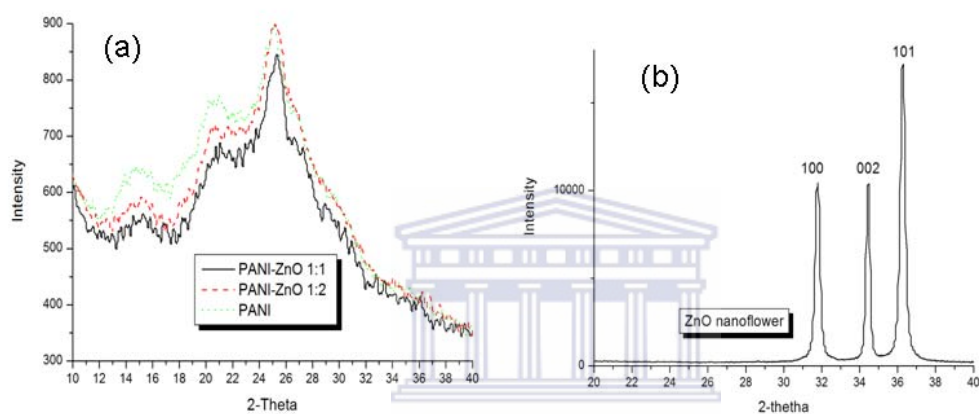 (a)
Intensity
900
800
700
600
500
400
300
PANI-ZnO 1:1
PANI-ZnO 1:2
PANI
10 12 14 16 18 20 22 24 26 28 30 32 34 36 38 40
2-Theta
(b)
Intensity
10000
0
100
002
101
ZnO nanoflower
20 22 24 26 28 30 32 34 36 38 40
2-thetha